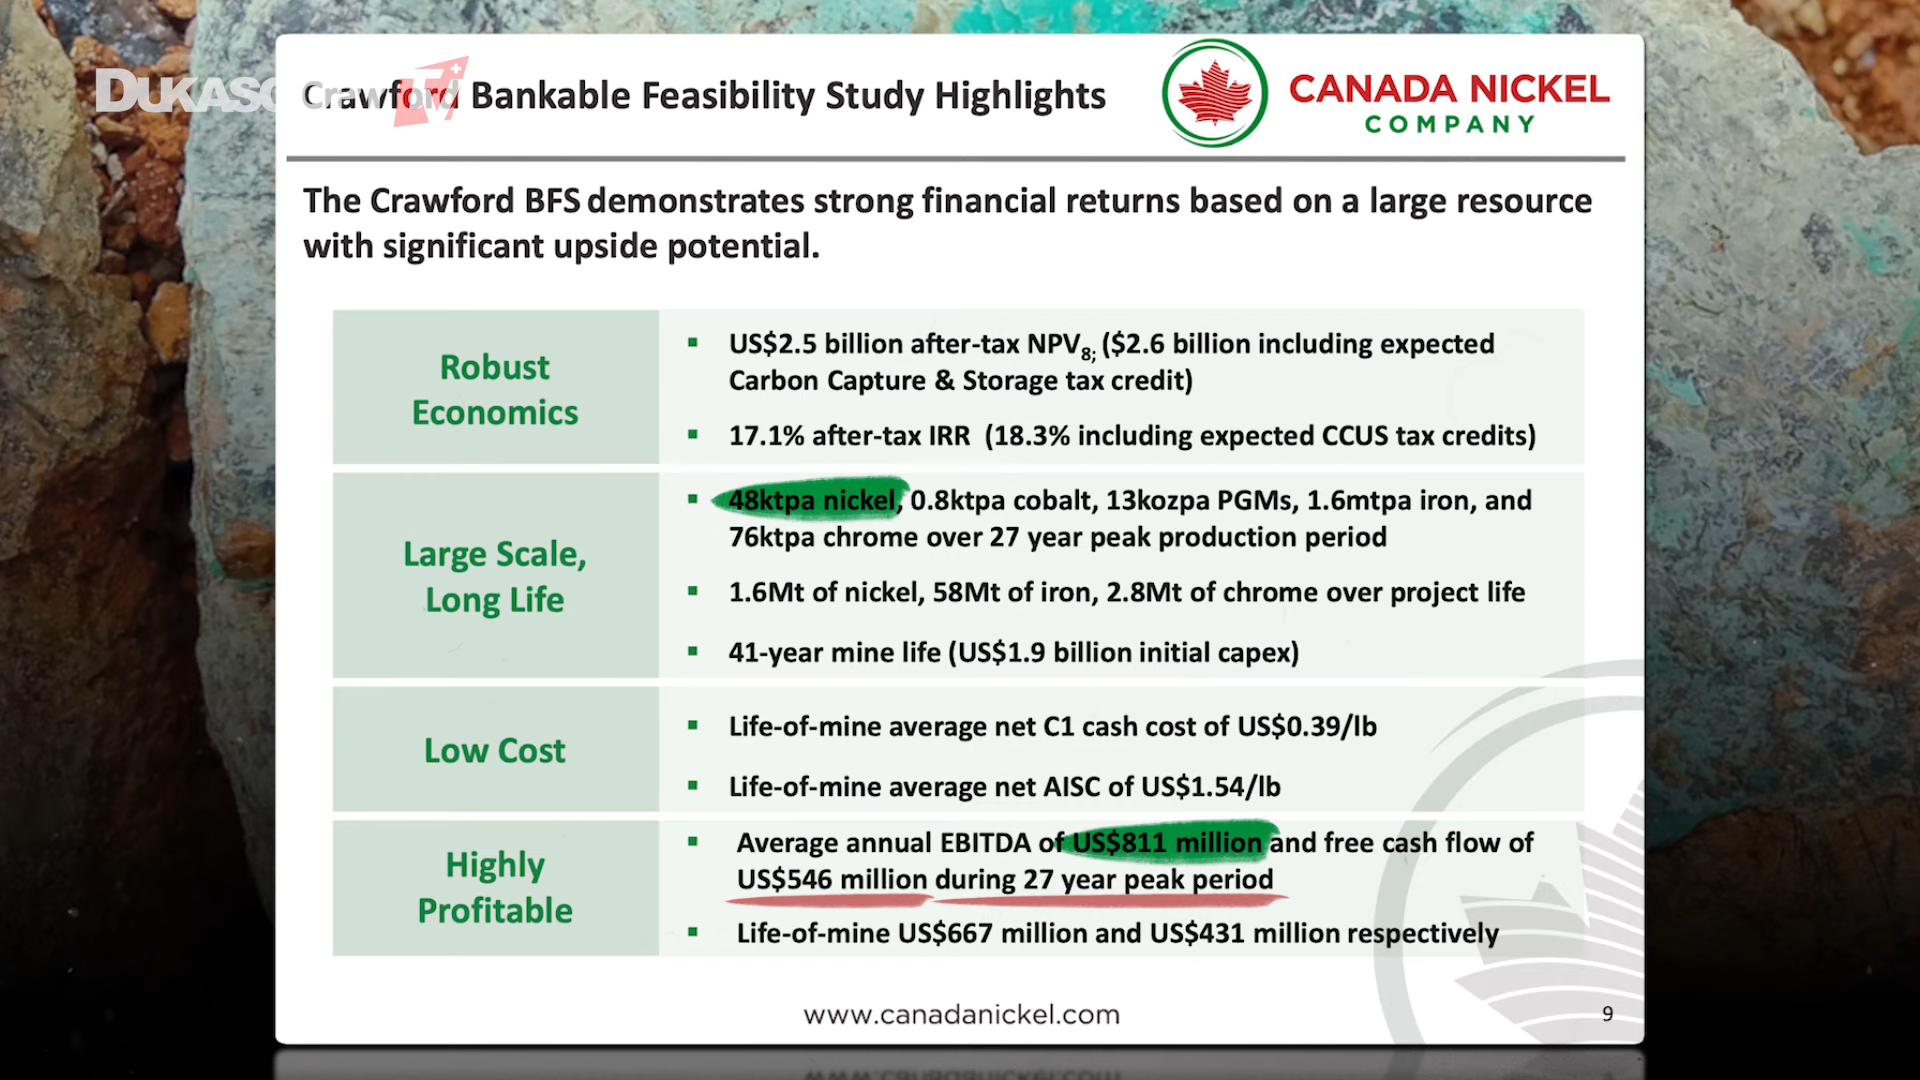 DUKASC
Crawford Bankable Feasibility Study Highlights
CANADA NICKEL
COMPANY
The Crawford BFS demonstrates strong financial returns based on a large resource
with significant upside potential.
Robust
Economics
▪ US$2.5 billion after-tax NPV8; ($2.6 billion including expected
Carbon Capture & Storage tax credit)
▪ 17.1% after-tax IRR (18.3% including expected CCUS tax credits)
Large Scale,
Long Life
▪ 48ktpa nickel, 0.8ktpa cobalt, 13kozpa PGMs, 1.6mtpa iron, and
76ktpa chrome over 27 year peak production period
▪ 1.6Mt of nickel, 58Mt of iron, 2.8Mt of chrome over project life
▪ 41-year mine life (US$1.9 billion initial capex)
Low Cost
▪ Life-of-mine average net C1 cash cost of US$0.39/lb
▪ Life-of-mine average net AISC of US$1.54/lb
Highly
Profitable
▪ Average annual EBITDA of US$811 million and free cash flow of
US$546 million during 27 year peak period
▪ Life-of-mine US$667 million and US$431 million respectively
www.canadanickel.com
9